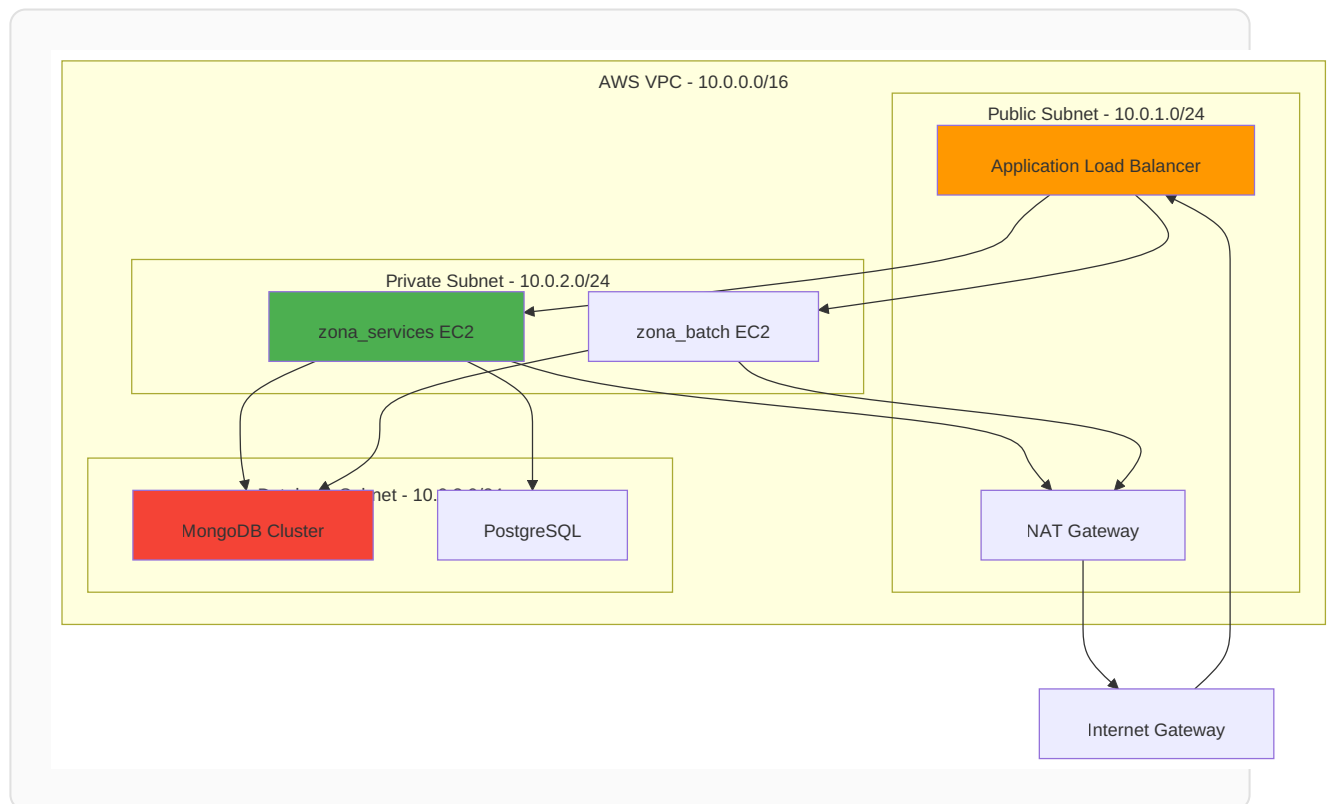 AWS VPC - 10.0.0.0/16
Public Subnet - 10.0.1.0/24
Application Load Balancer
Private Subnet - 10.0.2.0/24
zona_services EC2
zona_batch EC2
Subnet -
MongoDB Cluster
PostgreSQL
NAT Gateway
Internet Gateway